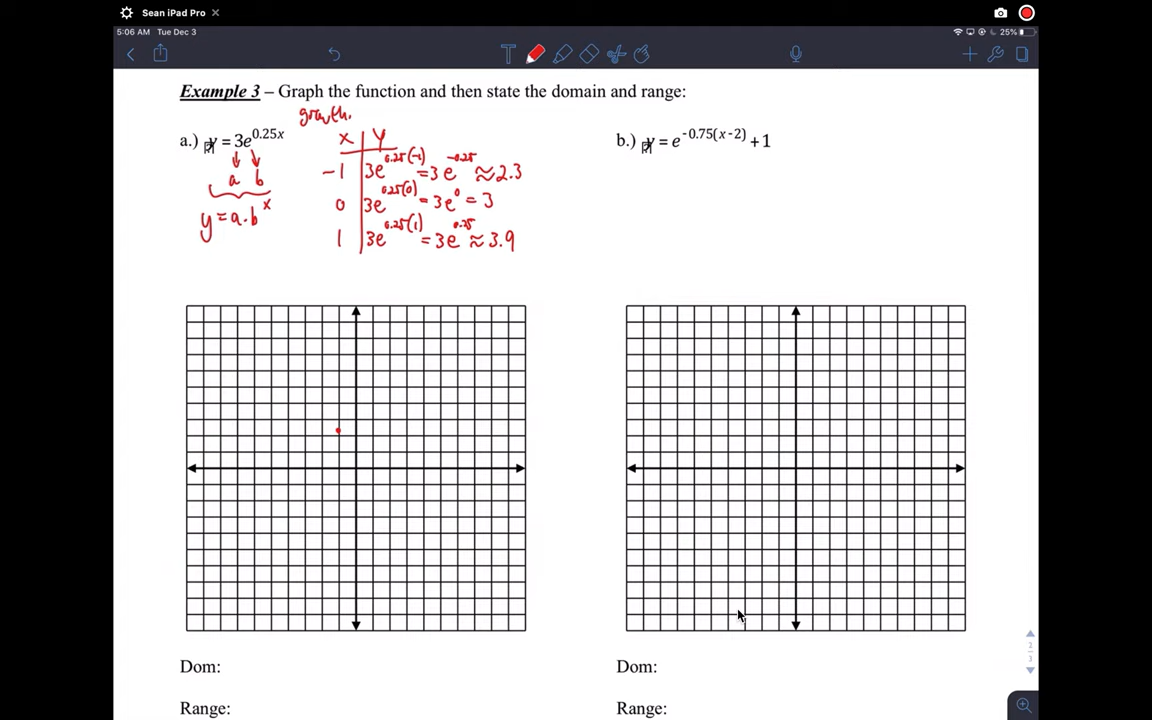 Sean iPad Pro ×
5:06 AM Tue Dec 3
25%
T
Example 3 – Graph the function and then state the domain and range:
growth.
a.) y = 3e^{0.25x}
a b
y = a·b^x
x | y
-1 | 3e^{0.25(-1)} = 3e^{-0.25} ≈ 2.3
0 | 3e^{0.25(0)} = 3e^0 = 3
1 | 3e^{0.25(1)} = 3e^{0.25} ≈ 3.9
b.) y = e^{-0.75(x-2)} + 1
Dom:
Range:
Dom:
Range: